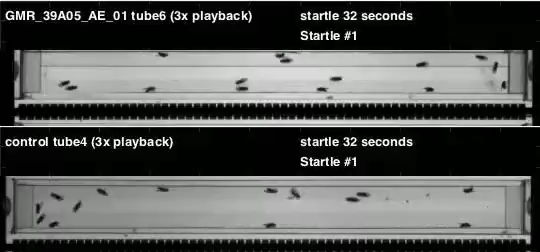 GMR_39A05_AE_01 tube6 (3x playback) startle 32 seconds
Startle #1
control tube4 (3x playback) startle 32 seconds
Startle #1